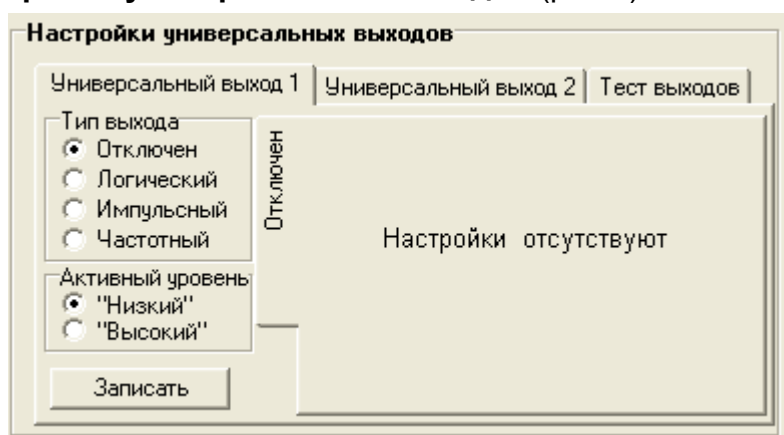 Настройки универсальных выходов
Универсальный выход 1
Универсальный выход 2
Тест выходов
Тип выхода
Отключен
Логический
Импульсный
Частотный
Активный уровень
"Низкий"
"Высокий"
Записать
Отключен
Настройки отсутствуют